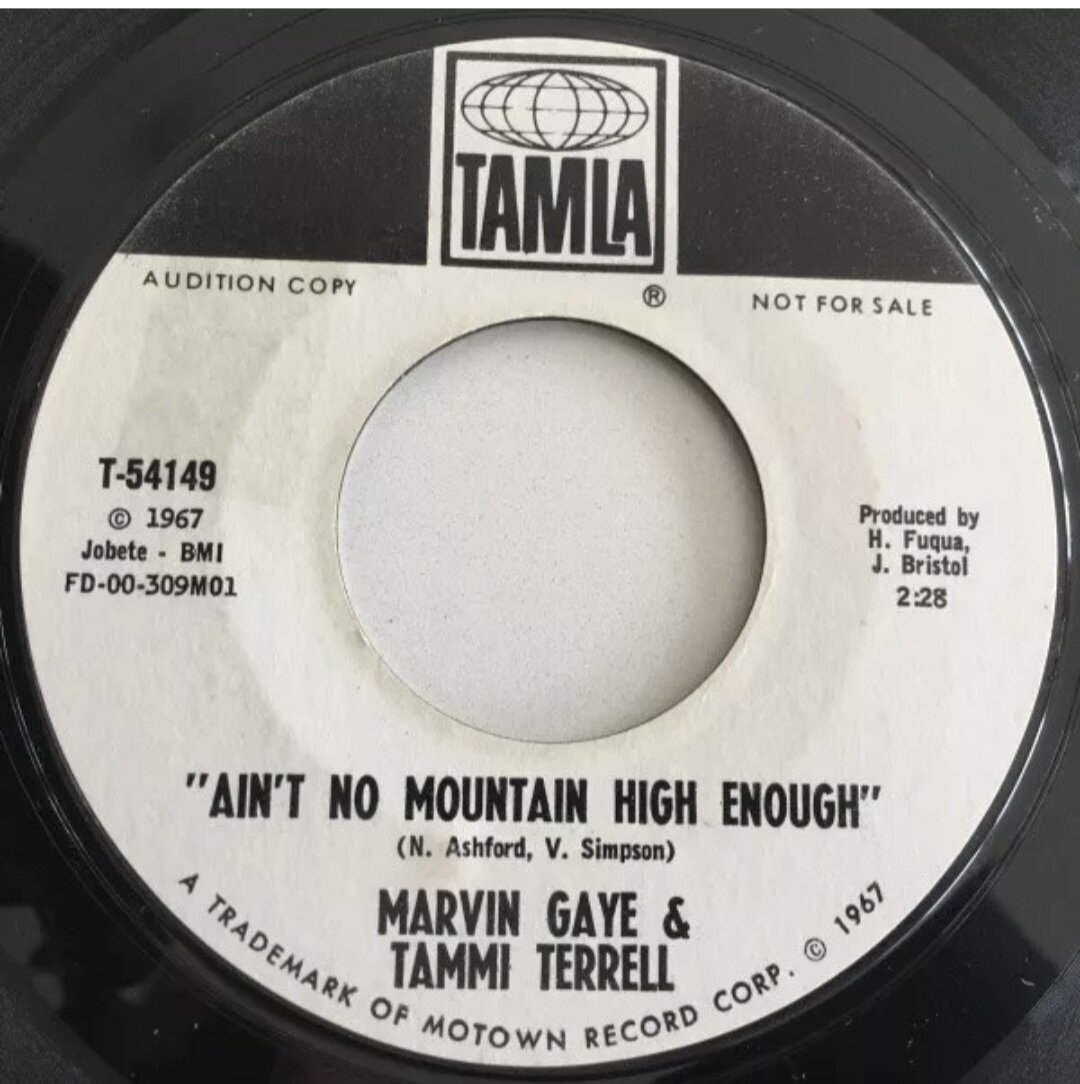 TAMLA
®
AUDITION COPY
NOT FOR SALE
T-54149
© 1967
Jobete - BMI
FD-00-309M01
Produced by
H. Fuqua,
J. Bristol
2:28
"AIN'T NO MOUNTAIN HIGH ENOUGH"
(N. Ashford, V. Simpson)
MARVIN GAYE &
TAMMI TERRELL
A TRADEMARK OF MOTOWN RECORD CORP. © 1967